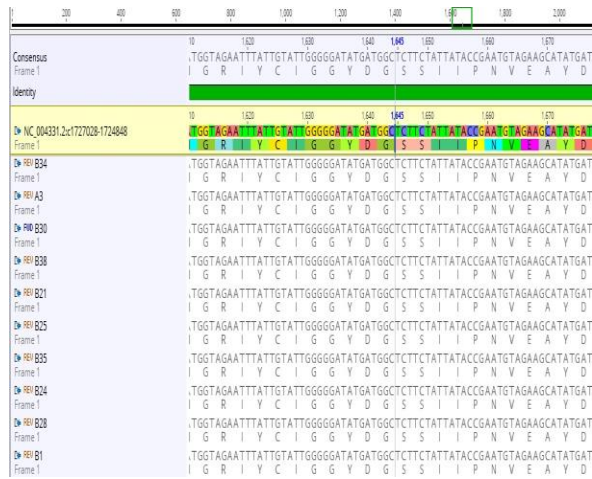 1 200 400 600 800 1,000 1,200 1,400 1,600 1,800 2,000
10 1,620 1,630 1,640 1,645 1,650 1,660 1,670
Consensus TGGTAGAATTTATTGTATTGGGGGATATGATGGCTCTTCTATTATACCGAATGTAGAAGCATATGAT
Frame 1 I G R I Y C I G G Y D G S S I I P N V E A Y D
Identity
10 1,620 1,630 1,640 1,645 1,650 1,660 1,670
NC_004331.2:c1727028-1724848 TGGTAGAATTTATTGTATTGGGGGATATGATGGCTCTTCTATTATACCGAATGTAGAAGCATATGAT
Frame 1 G R I Y C I G G Y D G S S I I P N V E A Y D
REV B34 TGGTAGAATTTATTGTATTGGGGGATATGATGGCTCTTCTATTATACCGAATGTAGAAGCATATGAT
Frame 1 I G R I Y C I G G Y D G S S I I P N V E A Y D
REV A3 TGGTAGAATTTATTGTATTGGGGGATATGATGGCTCTTCTATTATACCGAATGTAGAAGCATATGAT
Frame 1 I G R I Y C I G G Y D G S S I I P N V E A Y D
FWD B30 TGGTAGAATTTATTGTATTGGGGGATATGATGGCTCTTCTATTATACCGAATGTAGAAGCATATGAT
Frame 1 I G R I Y C I G G Y D G S S I I P N V E A Y D
REV B38 TGGTAGAATTTATTGTATTGGGGGATATGATGGCTCTTCTATTATACCGAATGTAGAAGCATATGAT
Frame 1 I G R I Y C I G G Y D G S S I I P N V E A Y D
REV B21 TGGTAGAATTTATTGTATTGGGGGATATGATGGCTCTTCTATTATACCGAATGTAGAAGCATATGAT
Frame 1 I G R I Y C I G G Y D G S S I I P N V E A Y D
REV B25 TGGTAGAATTTATTGTATTGGGGGATATGATGGCTCTTCTATTATACCGAATGTAGAAGCATATGAT
Frame 1 I G R I Y C I G G Y D G S S I I P N V E A Y D
REV B35 TGGTAGAATTTATTGTATTGGGGGATATGATGGCTCTTCTATTATACCGAATGTAGAAGCATATGAT
Frame 1 I G R I Y C I G G Y D G S S I I P N V E A Y D
REV B24 TGGTAGAATTTATTGTATTGGGGGATATGATGGCTCTTCTATTATACCGAATGTAGAAGCATATGAT
Frame 1 I G R I Y C I G G Y D G S S I I P N V E A Y D
REV B28 TGGTAGAATTTATTGTATTGGGGGATATGATGGCTCTTCTATTATACCGAATGTAGAAGCATATGAT
Frame 1 I G R I Y C I G G Y D G S S I I P N V E A Y D
REV B1 TGGTAGAATTTATTGTATTGGGGGATATGATGGCTCTTCTATTATACCGAATGTAGAAGCATATGAT
Frame 1 I G R I Y C I G G Y D G S S I I P N V E A Y D